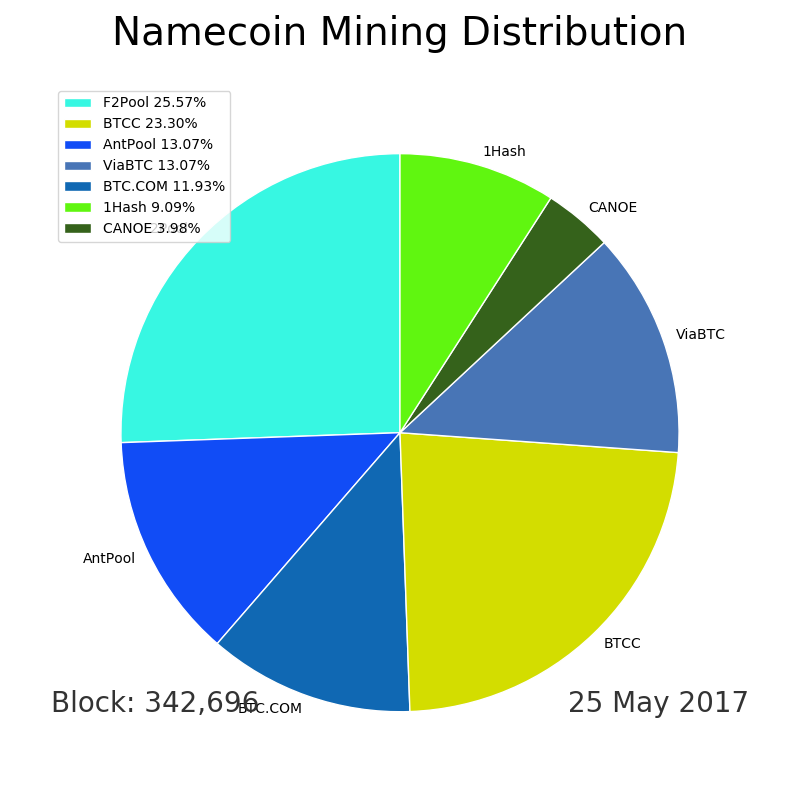 Namecoin Mining Distribution
F2Pool 25.57%
BTCC 23.30%
AntPool 13.07%
ViaBTC 13.07%
BTC.COM 11.93%
1Hash 9.09%
CANOE 3.98%
1Hash
CANOE
ViaBTC
AntPool
BTCC
BTC.COM
Block: 342,696
25 May 2017